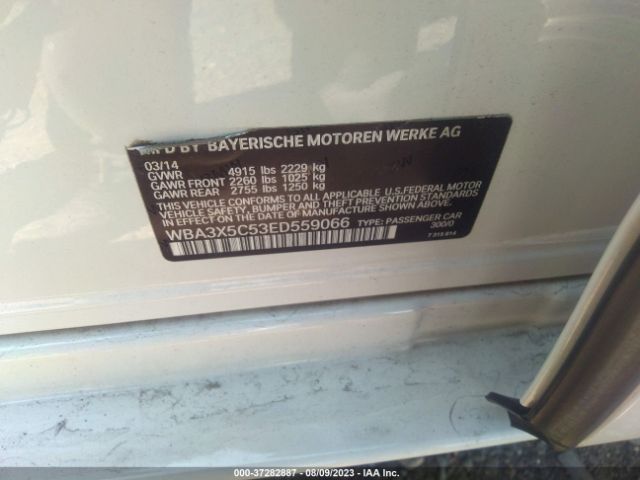 MF'D BY BAYERISCHE MOTOREN WERKE AG
03/14
GVWR 4915 lbs 2229 kg
GAWR FRONT 2260 lbs 1025 kg
GAWR REAR 2755 lbs 1250 kg
THIS VEHICLE CONFORMS TO ALL APPLICABLE U.S.FEDERAL MOTOR
VEHICLE SAFETY, BUMPER AND THEFT PREVENTION STANDARDS
IN EFFECT ON THE DATE OF MANUFACTURE SHOWN ABOVE.
WBA3X5C53ED559066 TYPE: PASSENGER CAR
300/0
000-37282887 - 08/09/2023 - IAA Inc.